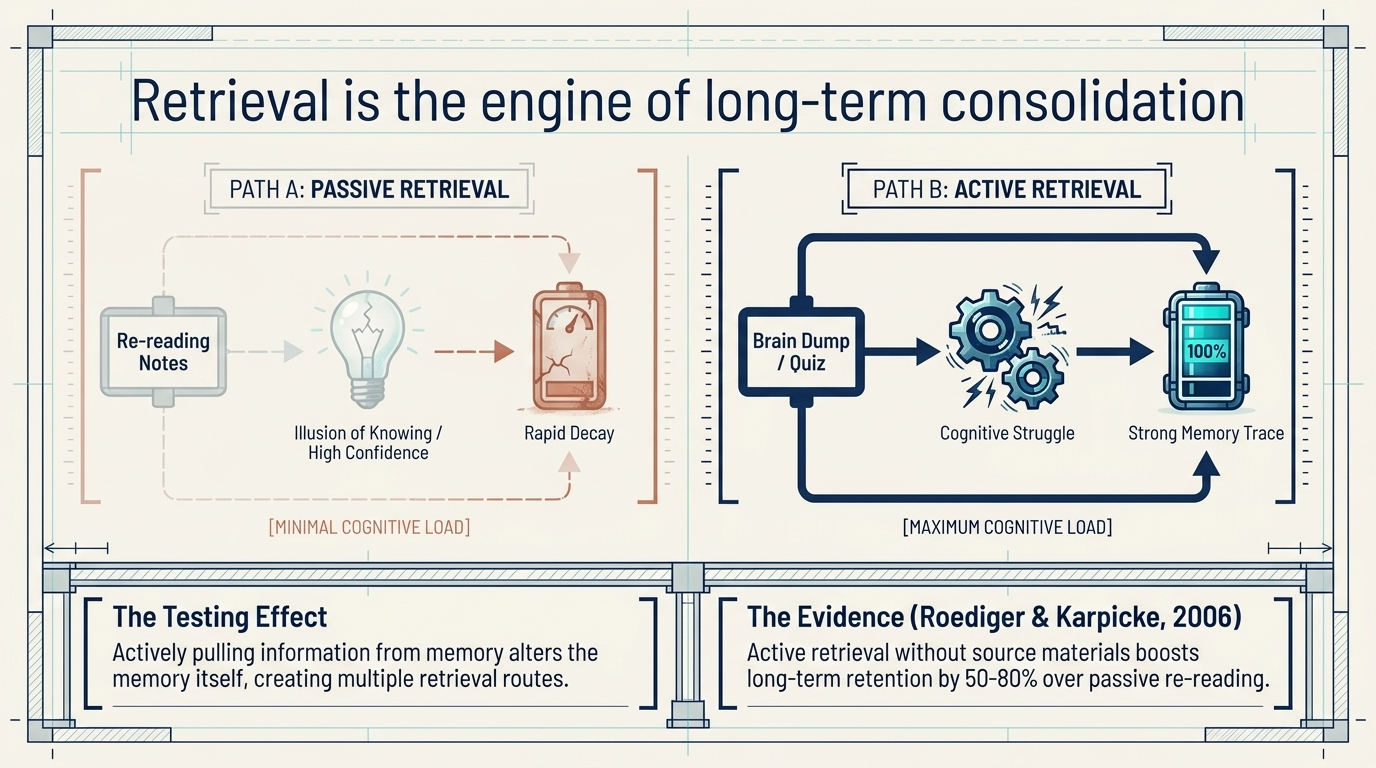 Retrieval is the engine of long-term consolidation
PATH A: PASSIVE RETRIEVAL
Re-reading
Notes
Illusion of Knowing /
High Confidence
Rapid Decay
[MINIMAL COGNITIVE LOAD]
PATH B: ACTIVE RETRIEVAL
Brain Dump
/ Quiz
Cognitive Struggle
100%
Strong Memory Trace
[MAXIMUM COGNITIVE LOAD]
The Testing Effect
Actively pulling information from memory alters the
memory itself, creating multiple retrieval routes.
The Evidence (Roediger & Karpicke, 2006)
Active retrieval without source materials boosts
long-term retention by 50-80% over passive re-reading.